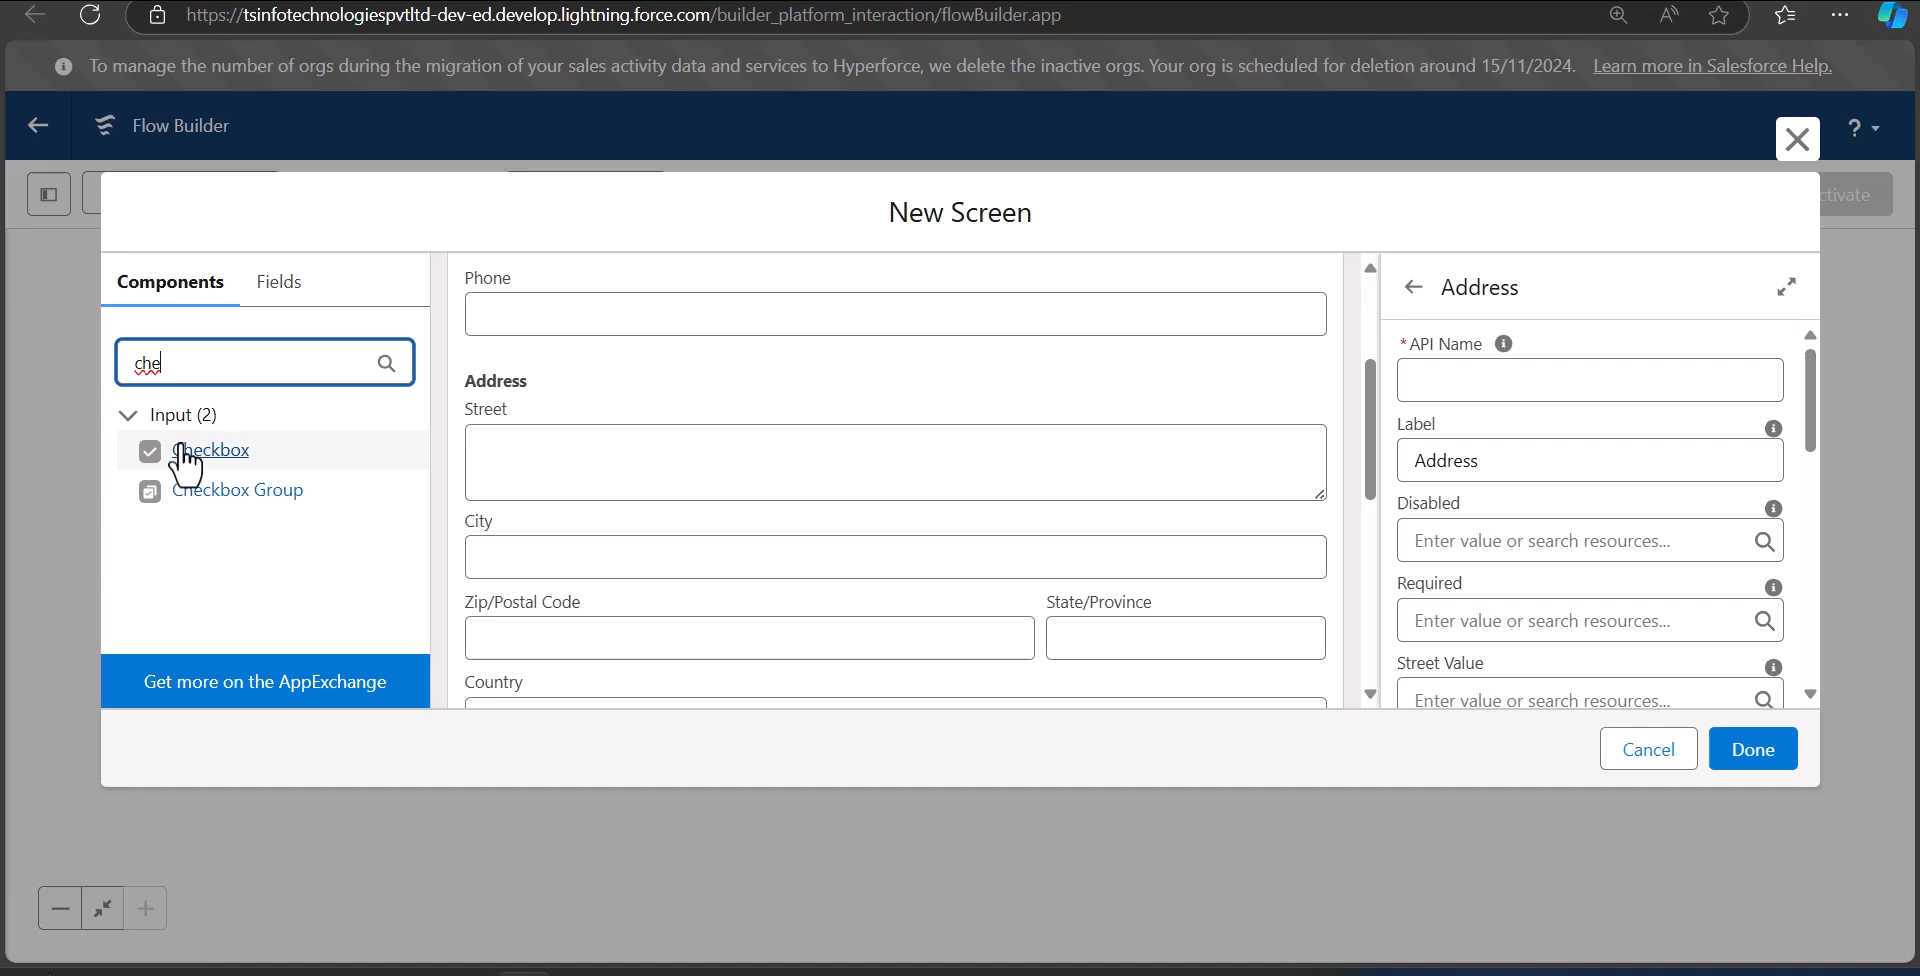 https://tsinfotechnologiespvtltd-dev-ed.develop.lightning.force.com/builder_platform_interaction/flowBuilder.app
To manage the number of orgs during the migration of your sales activity data and services to Hyperforce, we delete the inactive orgs. Your org is scheduled for deletion around 15/11/2024. Learn more in Salesforce Help.
Flow Builder
?
ctivate
New Screen
Components Fields
che
Input (2)
Checkbox
Checkbox Group
Get more on the AppExchange
Phone
Address
Street
City
Zip/Postal Code State/Province
Country
Address
* API Name
Label
Address
Disabled
Enter value or search resources...
Required
Enter value or search resources...
Street Value
Enter value or search resources...
Cancel Done